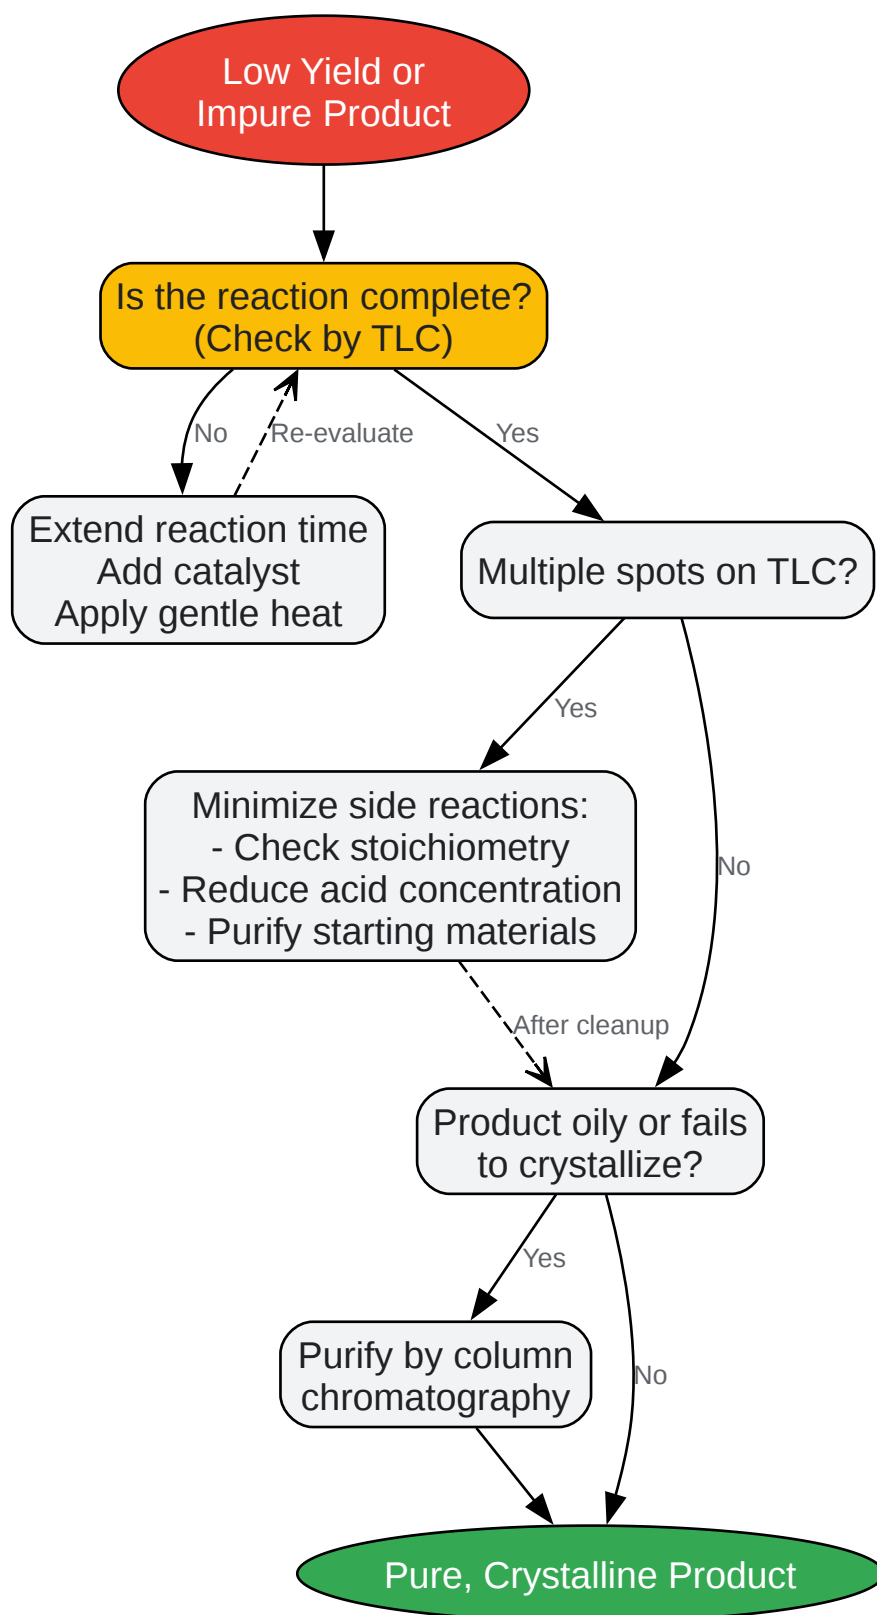 Low Yield or
Impure Product
Is the reaction complete?
(Check by TLC)
No
Re-evaluate
Yes
Extend reaction time
Add catalyst
Apply gentle heat
Multiple spots on TLC?
Yes
Minimize side reactions:
- Check stoichiometry
- Reduce acid concentration
- Purify starting materials
No
After cleanup
Product oily or fails
to crystallize?
Yes
Purify by column
chromatography
No
Pure, Crystalline Product